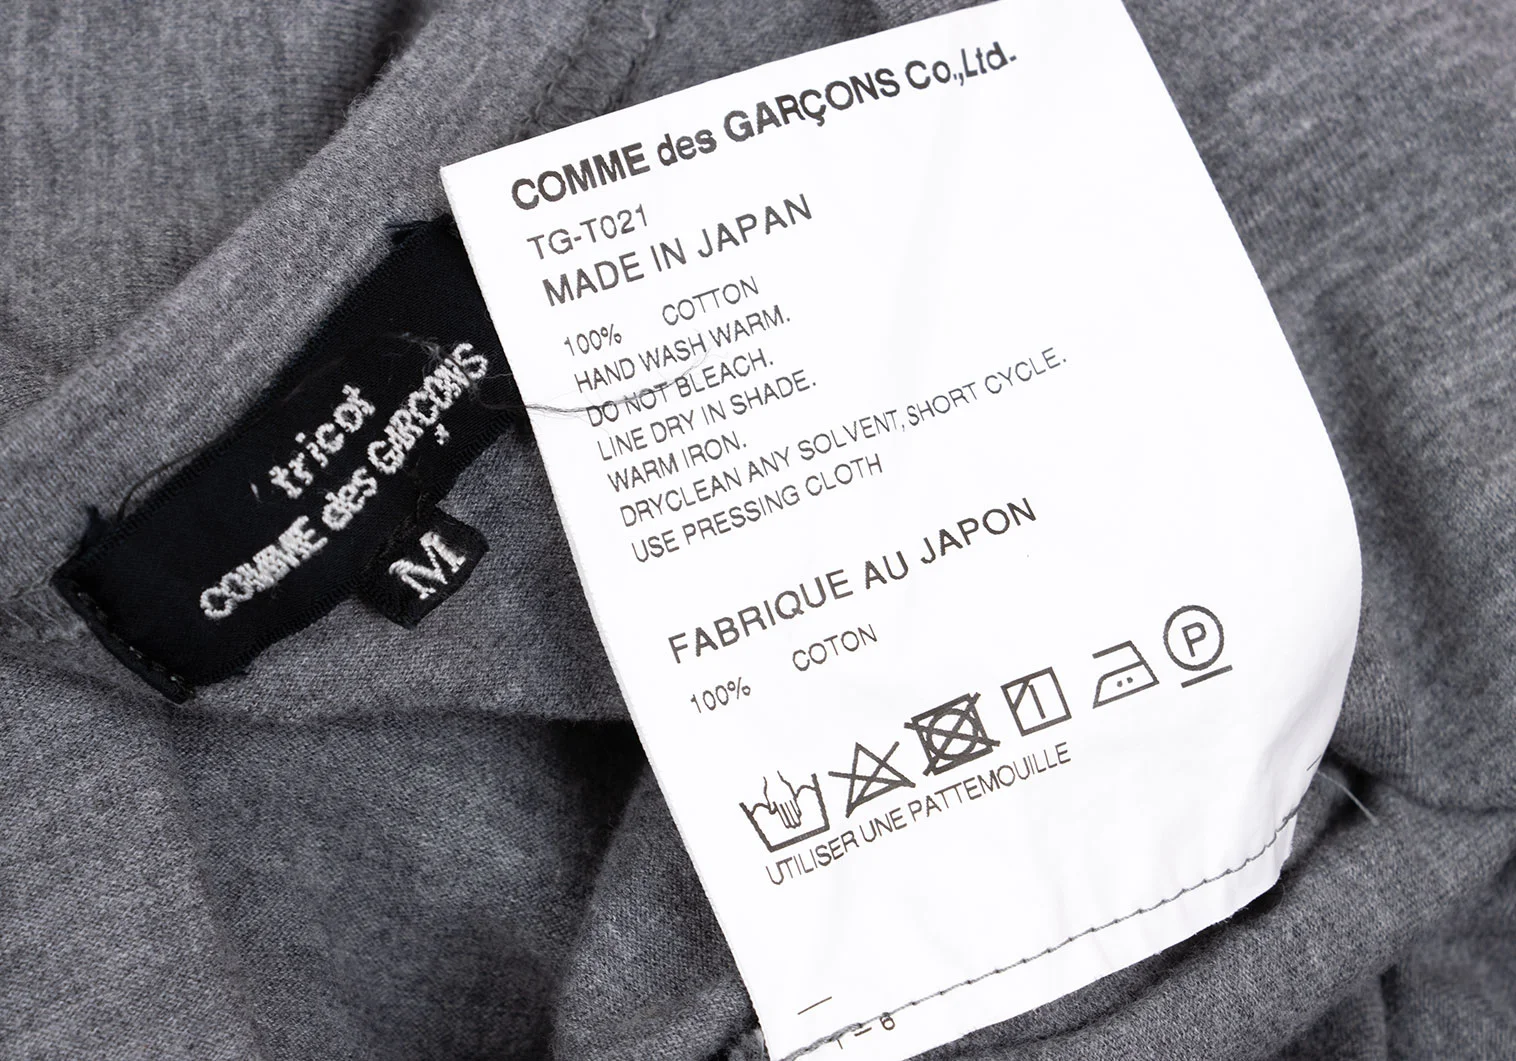 COMME des GARÇONS Co.,Ltd.
TG-T021
MADE IN JAPAN
100% COTTON
HAND WASH WARM.
DO NOT BLEACH.
LINE DRY IN SHADE.
WARM IRON.
DRYCLEAN ANY SOLVENT, SHORT CYCLE.
USE PRESSING CLOTH
FABRIQUE AU JAPON
100% COTON
P
UTILISER UNE PATTEMOUILLE
tricot
COMME des GARÇONS
M